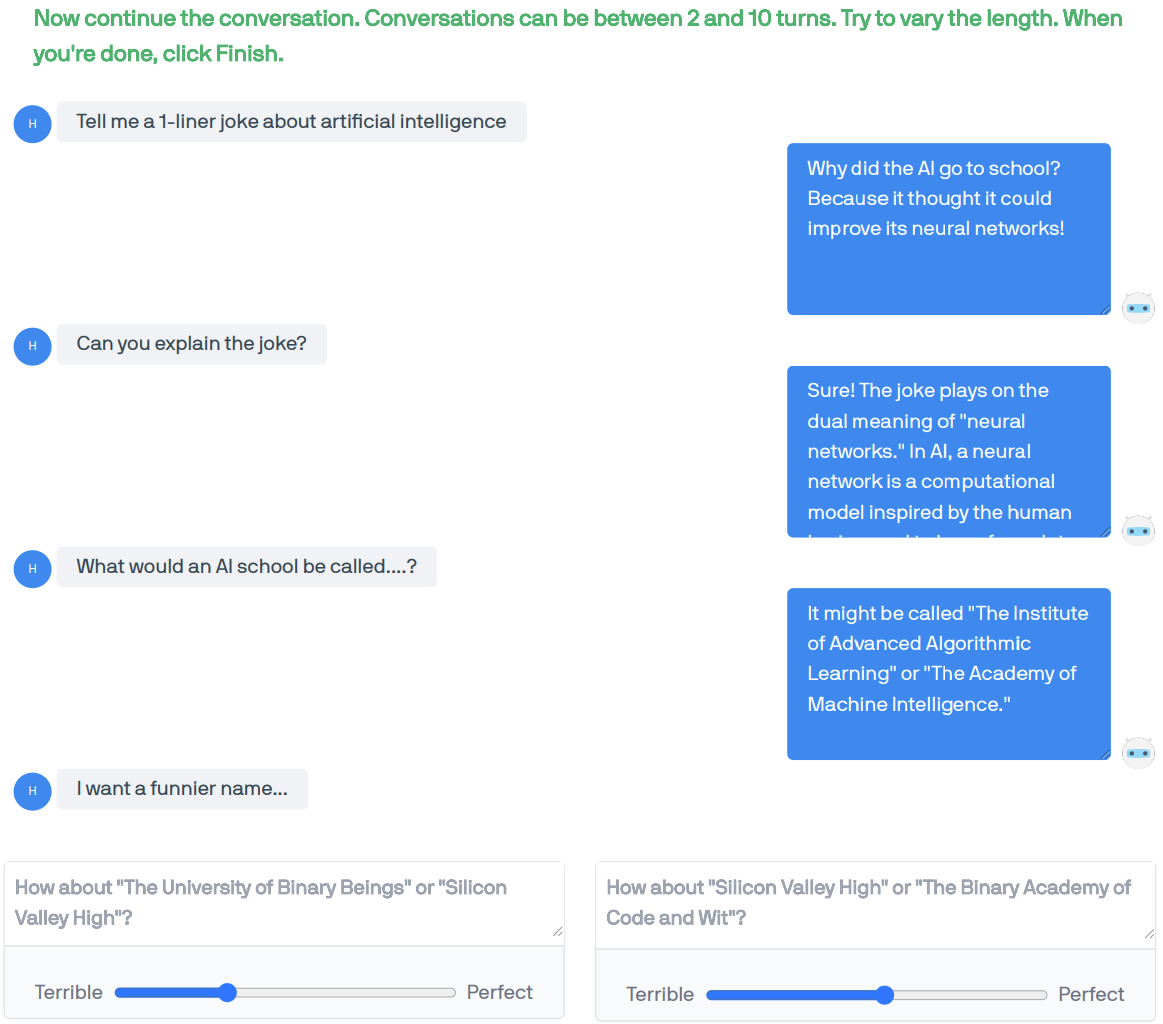 Now continue the conversation. Conversations can be between 2 and 10 turns. Try to vary the length. When
you're done, click Finish.
H
Tell me a 1-liner joke about artificial intelligence
Why did the AI go to school?
Because it thought it could
improve its neural networks!
H
Can you explain the joke?
Sure! The joke plays on the
dual meaning of "neural
networks." In AI, a neural
network is a computational
model inspired by the human
H
What would an AI school be called....?
It might be called "The Institute
of Advanced Algorithmic
Learning" or "The Academy of
Machine Intelligence."
H
I want a funnier name...
How about "The University of Binary Beings" or "Silicon
Valley High"?
Terrible
Perfect
How about "Silicon Valley High" or "The Binary Academy of
Code and Wit"?
Terrible
Perfect